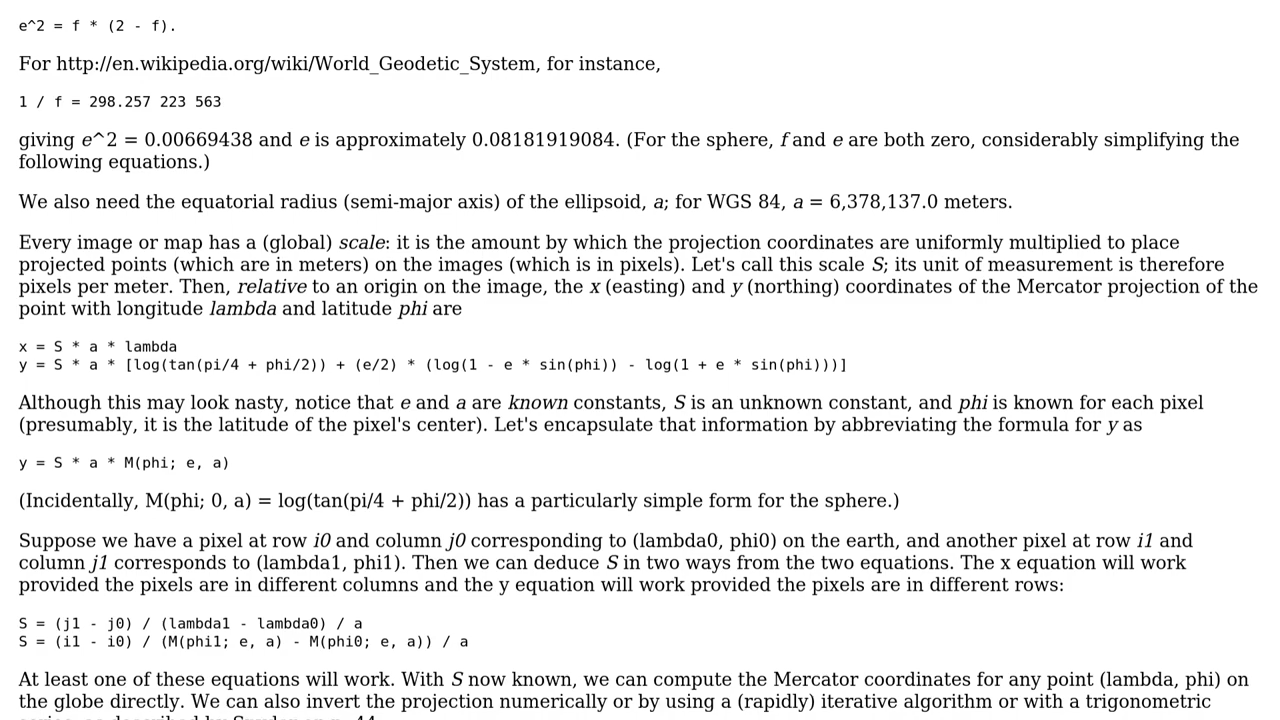 e^2 = f * (2 - f).
For http://en.wikipedia.org/wiki/World_Geodetic_System, for instance,
1 / f = 298.257 223 563
giving e^2 = 0.00669438 and e is approximately 0.08181919084. (For the sphere, f and e are both zero, considerably simplifying the
following equations.)
We also need the equatorial radius (semi-major axis) of the ellipsoid, a; for WGS 84, a = 6,378,137.0 meters.
Every image or map has a (global) scale: it is the amount by which the projection coordinates are uniformly multiplied to place
projected points (which are in meters) on the images (which is in pixels). Let's call this scale S; its unit of measurement is therefore
pixels per meter. Then, relative to an origin on the image, the x (easting) and y (northing) coordinates of the Mercator projection of the
point with longitude lambda and latitude phi are
x = S * a * lambda
y = S * a * [log(tan(pi/4 + phi/2)) + (e/2) * (log(1 - e * sin(phi)) - log(1 + e * sin(phi)))]
Although this may look nasty, notice that e and a are known constants, S is an unknown constant, and phi is known for each pixel
(presumably, it is the latitude of the pixel's center). Let's encapsulate that information by abbreviating the formula for y as
y = S * a * M(phi; e, a)
(Incidentally, M(phi; 0, a) = log(tan(pi/4 + phi/2)) has a particularly simple form for the sphere.)
Suppose we have a pixel at row i0 and column j0 corresponding to (lambda0, phi0) on the earth, and another pixel at row i1 and
column j1 corresponds to (lambda1, phi1). Then we can deduce S in two ways from the two equations. The x equation will work
provided the pixels are in different columns and the y equation will work provided the pixels are in different rows:
S = (j1 - j0) / (lambda1 - lambda0) / a
S = (i1 - i0) / (M(phi1; e, a) - M(phi0; e, a)) / a
At least one of these equations will work. With S now known, we can compute the Mercator coordinates for any point (lambda, phi) on
the globe directly. We can also invert the projection numerically or by using a (rapidly) iterative algorithm or with a trigonometric
series, as described by Snyder on p. 44.